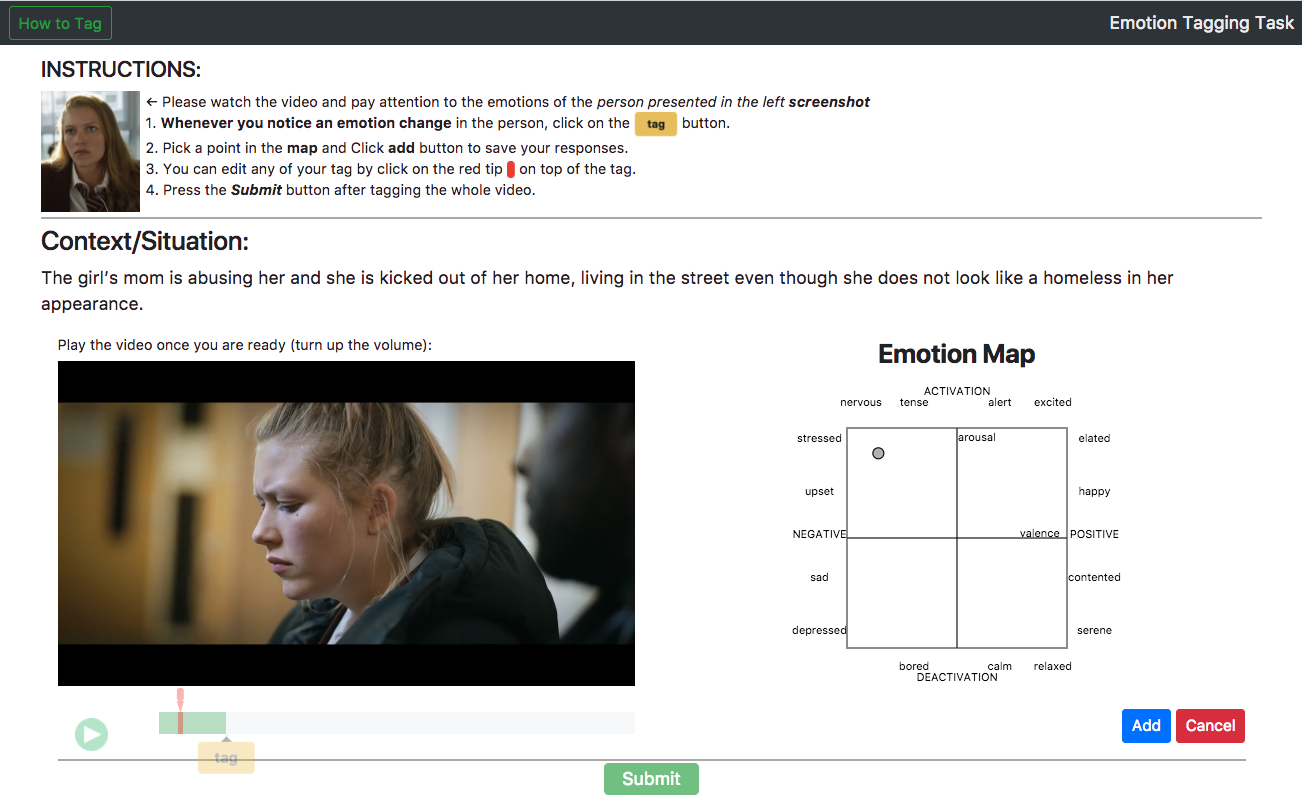 How to Tag
Emotion Tagging Task
INSTRUCTIONS:
← Please watch the video and pay attention to the emotions of the person presented in the left screenshot
1. Whenever you notice an emotion change in the person, click on the tag button.
2. Pick a point in the map and Click add button to save your responses.
3. You can edit any of your tag by click on the red tip on top of the tag.
4. Press the Submit button after tagging the whole video.
Context/Situation:
The girl’s mom is abusing her and she is kicked out of her home, living in the street even though she does not look like a homeless in her
appearance.
Play the video once you are ready (turn up the volume):
Emotion Map
ACTIVATION
nervous tense alert excited
stressed arousal elated
upset happy
NEGATIVE valence POSITIVE
sad contented
depressed serene
bored calm relaxed
DEACTIVATION
Add Cancel
tag
Submit